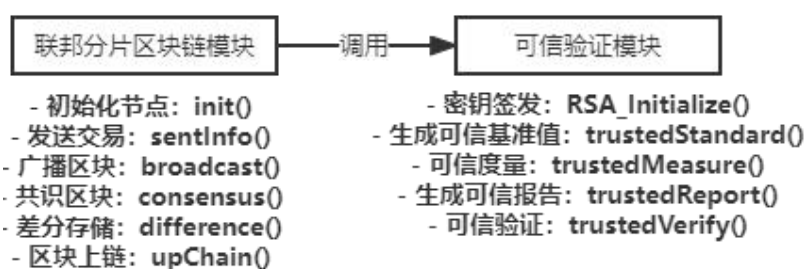 联邦分片区块链模块
调用
可信验证模块
- 初始化节点：init()
- 发送交易：sentInfo()
- 广播区块：broadcast()
- 共识区块：consensus()
- 差分存储：difference()
- 区块上链：upChain()
- 密钥签发：RSA_Initialize()
- 生成可信基准值：trustedStandard()
- 可信度量：trustedMeasure()
- 生成可信报告：trustedReport()
- 可信验证：trustedVerify()